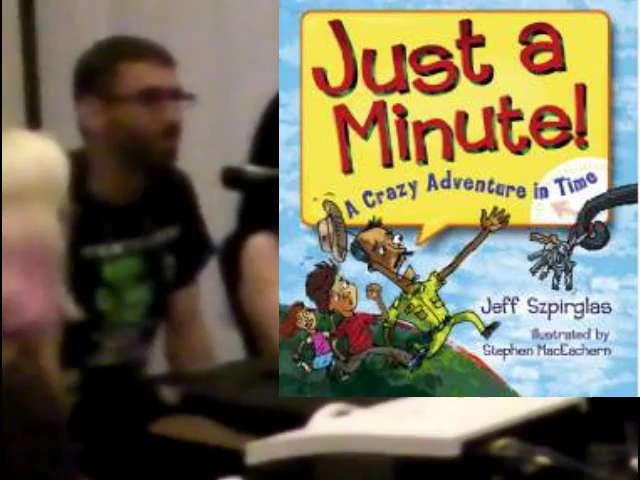 Just a
Minute!
A Crazy Adventure in Time
Jeff Szpirglas
illustrated by
Stephen MacEachern